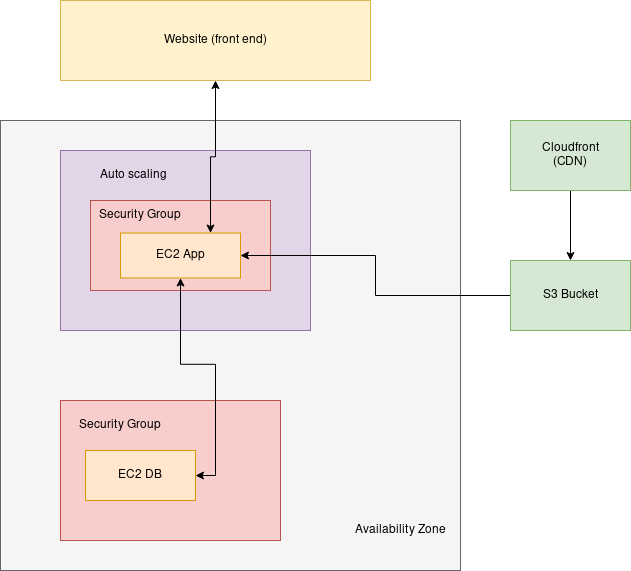 Website (front end)
Cloudfront
(CDN)
Auto scaling
Security Group
EC2 App
S3 Bucket
Security Group
EC2 DB
Availability Zone